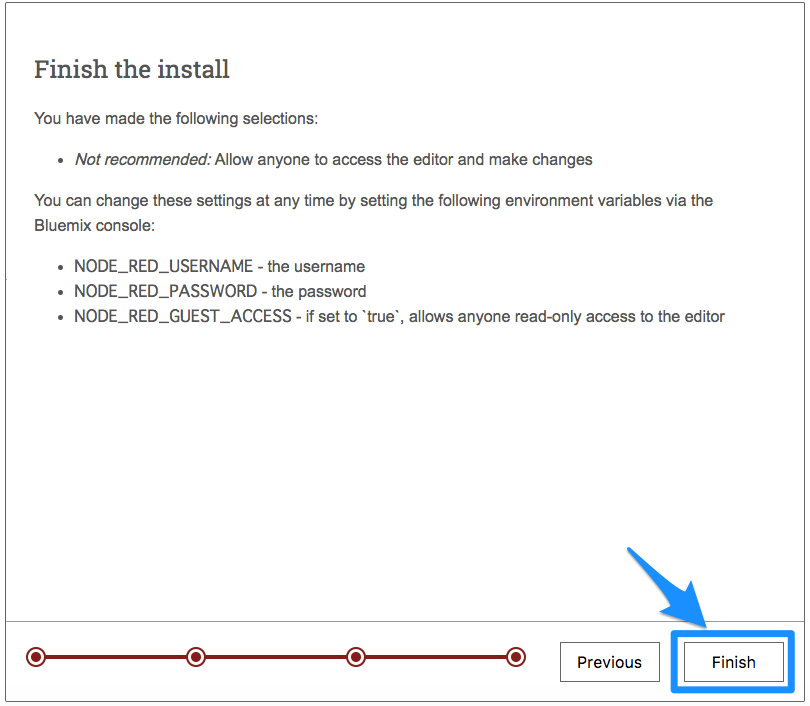 Finish the install
You have made the following selections:
• Not recommended: Allow anyone to access the editor and make changes
You can change these settings at any time by setting the following environment variables via the
Bluemix console:
• NODE_RED_USERNAME - the username
• NODE_RED_PASSWORD - the password
• NODE_RED_GUEST_ACCESS - if set to `true`, allows anyone read-only access to the editor
Previous
Finish